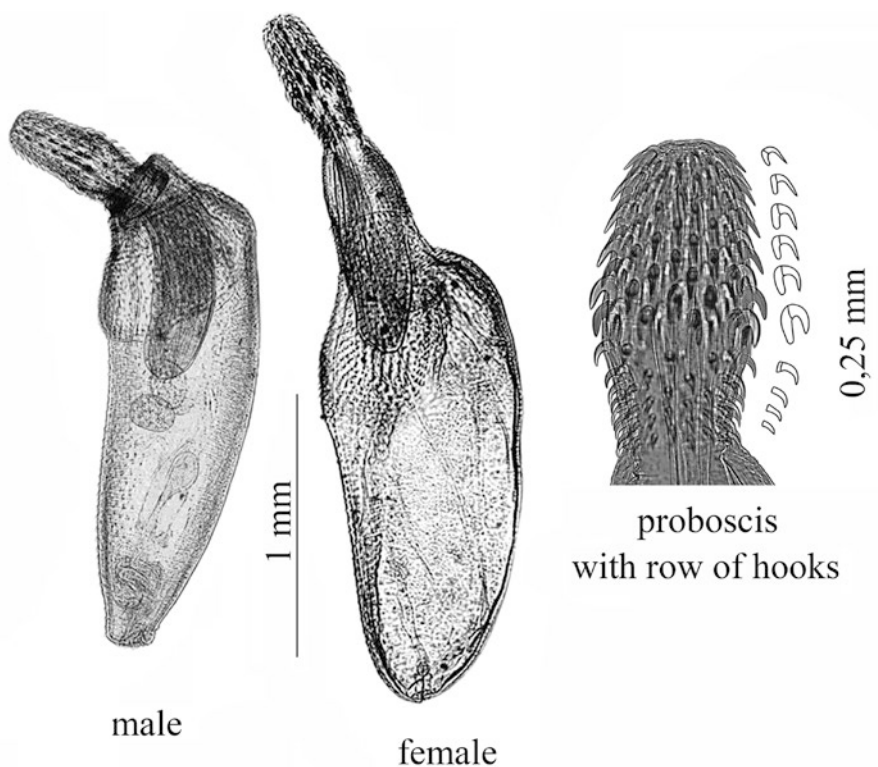 male
1 mm
female
0,25 mm
proboscis
with row of hooks